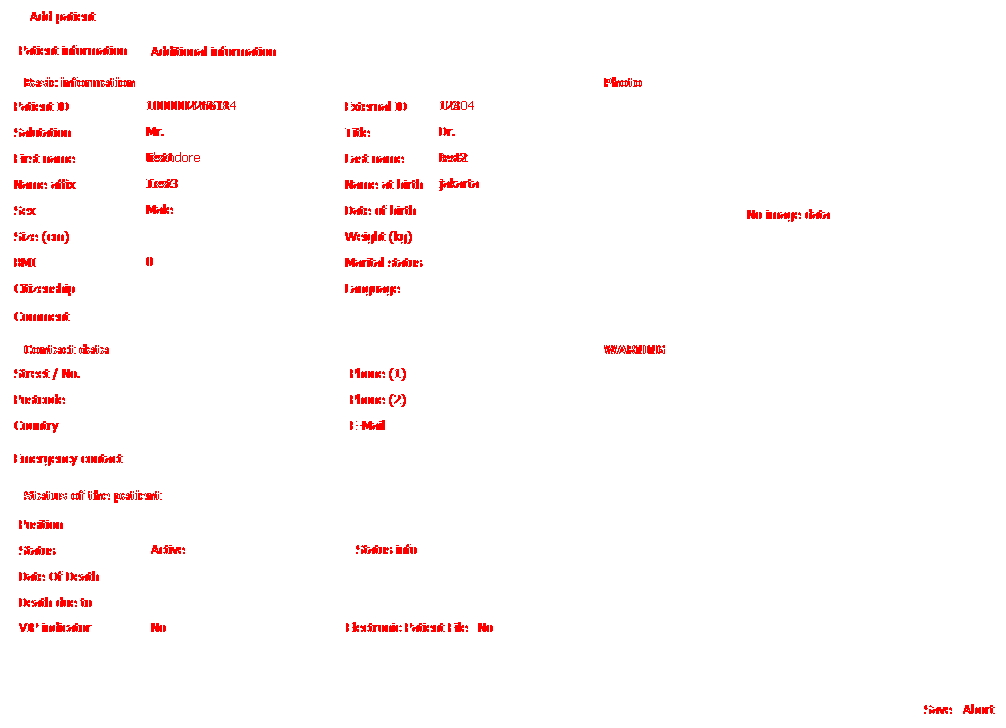 Add patient
Patient information Additional information
Basic information Photo
Patient ID External ID
Salutation Mr. Title Dr.
First name Last name test2
Name affix Test3 Name at birth jakarta
Sex Male Date of birth
No image data
Size (cm) Weight (kg)
BMI 0 Marital status
Citizenship Language
Comment
Contact data WARNING
Street / No. Phone (1)
Postcode Phone (2)
Country E-Mail
Emergency contact
Status of the patient
Position
Status Active Status info
Date Of Death
Death due to
VIP indicator No Electronic Patient File No
Save Abort